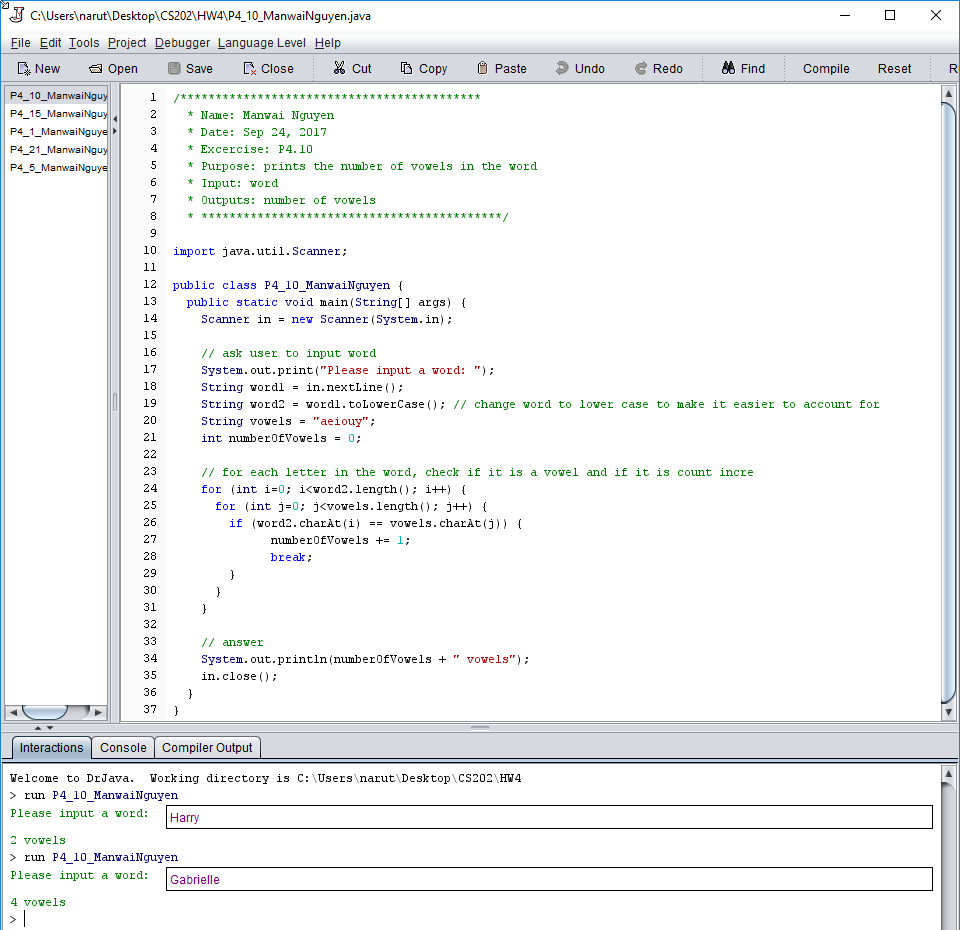 C:\Users\narut\Desktop\CS202\HW4\P4_10_ManwaiNguyen.java
File Edit Tools Project Debugger Language Level Help
New Open Save Close Cut Copy Paste Undo Redo Find Compile Reset R
P4_10_ManwaiNguy
P4_15_ManwaiNguy
P4_1_ManwaiNguye
P4_21_ManwaiNguy
P4_5_ManwaiNguye
1 /*******************************************
2 * Name: Manwai Nguyen
3 * Date: Sep 24, 2017
4 * Excercise: P4.10
5 * Purpose: prints the number of vowels in the word
6 * Input: word
7 * Outputs: number of vowels
8 * *******************************************/
9
10 import java.util.Scanner;
11
12 public class P4_10_ManwaiNguyen {
13 public static void main(String[] args) {
14 Scanner in = new Scanner(System.in);
15
16 // ask user to input word
17 System.out.print("Please input a word: ");
18 String word1 = in.nextLine();
19 String word2 = word1.toLowerCase(); // change word to lower case to make it easier to account for
20 String vowels = "aeiouy";
21 int numberOfVowels = 0;
22
23 // for each letter in the word, check if it is a vowel and if it is count incre
24 for (int i=0; i<word2.length(); i++) {
25 for (int j=0; j<vowels.length(); j++) {
26 if (word2.charAt(i) == vowels.charAt(j)) {
27 numberOfVowels += 1;
28 break;
29 }
30 }
31 }
32
33 // answer
34 System.out.println(numberOfVowels + " vowels");
35 in.close();
36 }
37 }
Interactions Console Compiler Output
Welcome to DrJava. Working directory is C:\Users\narut\Desktop\CS202\HW4
> run P4_10_ManwaiNguyen
Please input a word: Harry
2 vowels
> run P4_10_ManwaiNguyen
Please input a word: Gabrielle
4 vowels
>